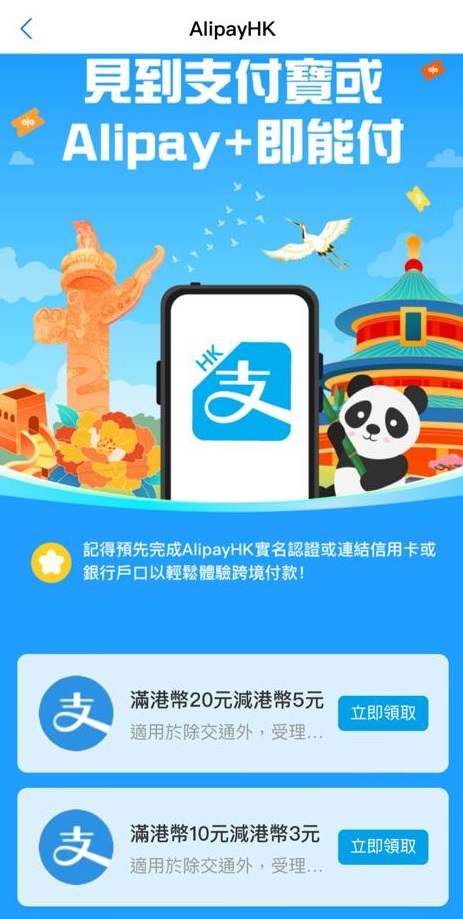 AlipayHK
見到支付寶或
Alipay+即能付
HK
支
記得預先完成AlipayHK實名認證或連結信用卡或
銀行戶口以輕鬆體驗跨境付款！
支
滿港幣20元減港幣5元
適用於除交通外，受理...
立即領取
支
滿港幣10元減港幣3元
適用於除交通外，受理...
立即領取